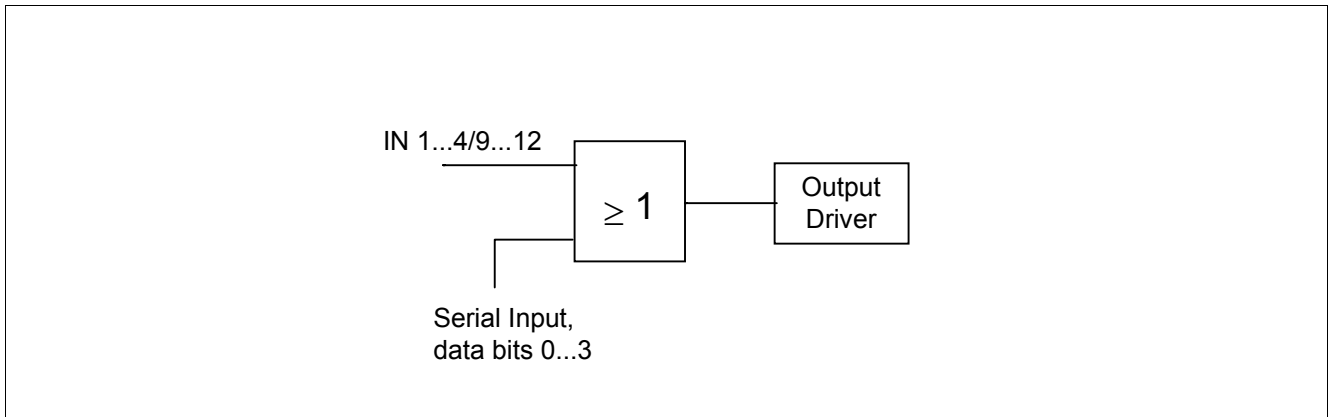 IN 1...4/9...12
≥ 1
Output
Driver
Serial Input,
data bits 0...3